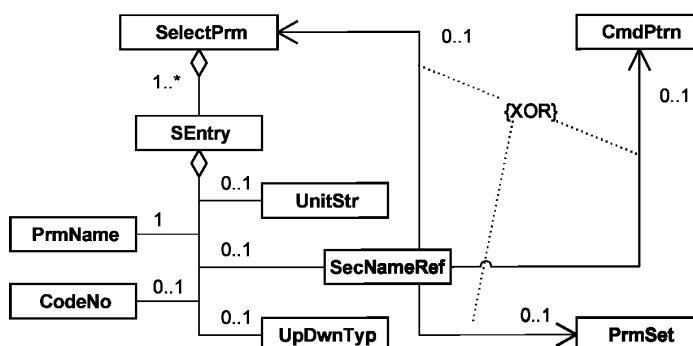 SelectPrm
0..1
CmdPtrn
1..*
0..1
{XOR}
SEntry
0..1
UnitStr
PrmName
1
0..1
SecNameRef
CodeNo
0..1
0..1
UpDwnTyp
0..1
PrmSet